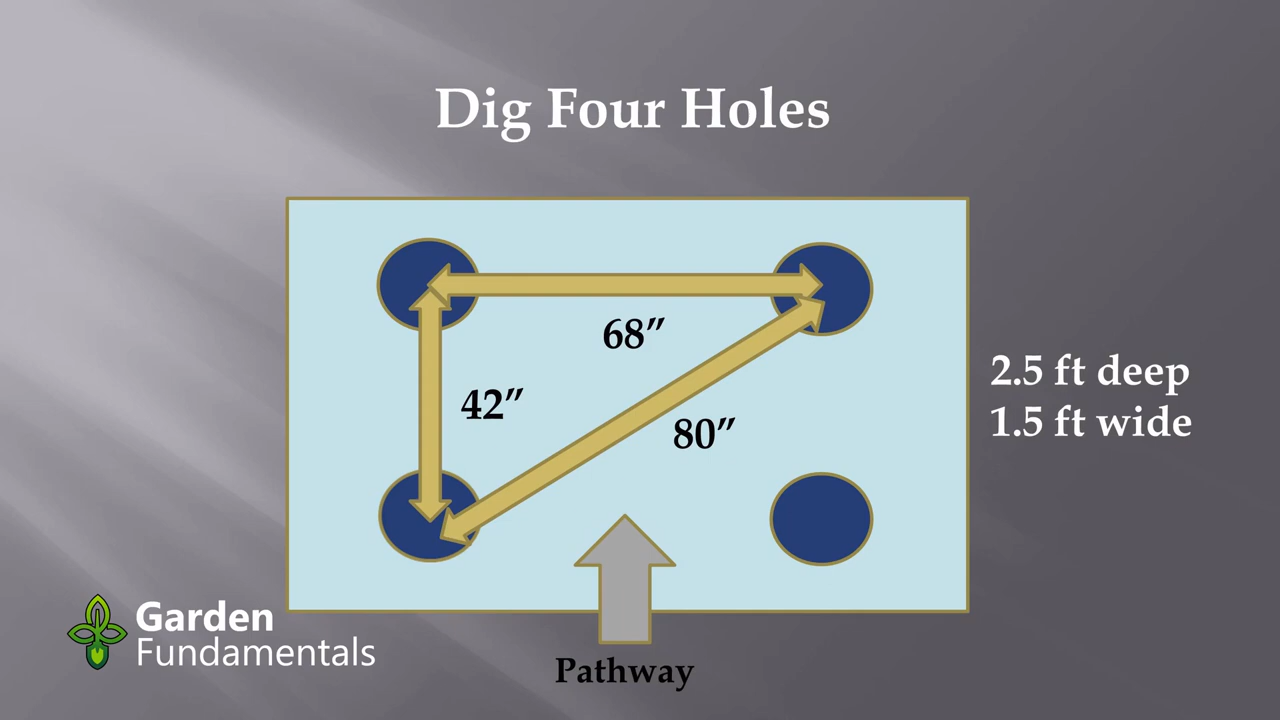 Dig Four Holes
68”
42”
80”
2.5 ft deep
1.5 ft wide
Garden
Fundamentals
Pathway